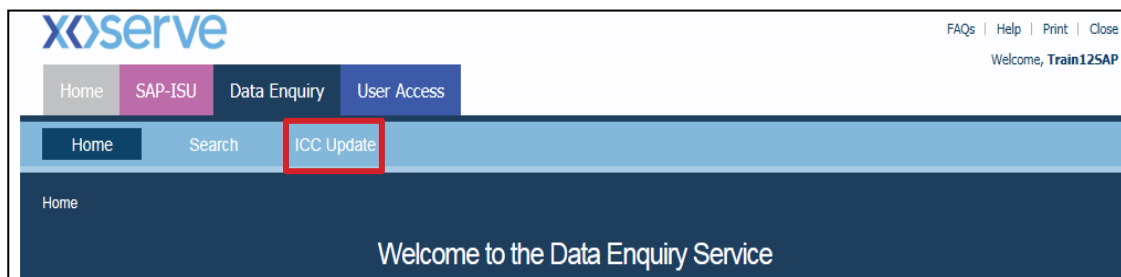 xoserve
FAQs | Help | Print | Close
Welcome, Train12SAP
Home SAP-ISU Data Enquiry User Access
Home Search ICC Update
Home
Welcome to the Data Enquiry Service